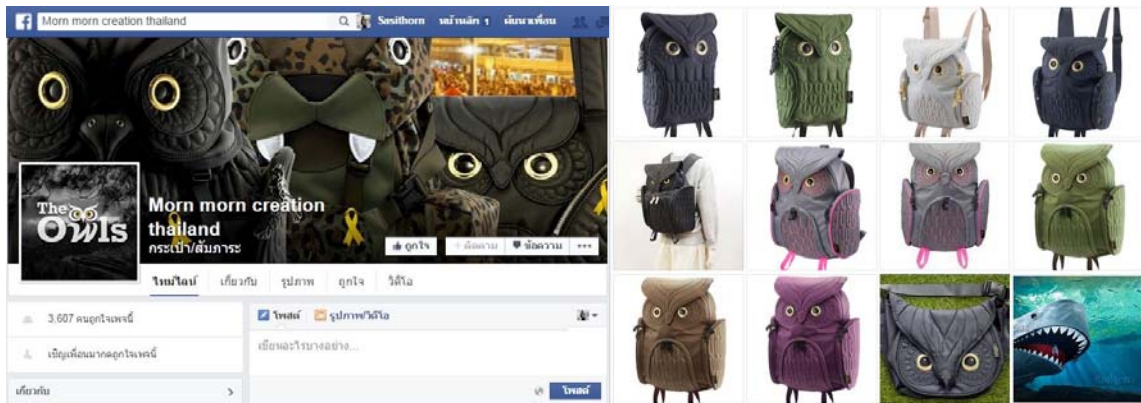 Morn morn creation thailand
Sasithorn หน้าหลัก 1 ค้นหาเพื่อน
The
Owls
Morn morn creation
thailand
กระเป๋า/สัมภาระ
ถูกใจ + ติดตาม ข้อความ •••
ไทม์ไลน์ เกี่ยวกับ รูปภาพ ถูกใจ วิดีโอ
3,607 คนถูกใจเพจนี้
เชิญเพื่อนมากดถูกใจเพจนี้
เกี่ยวกับ >
โพสต์ รูปภาพ/วิดีโอ
เขียนอะไรบางอย่าง...
โพสต์